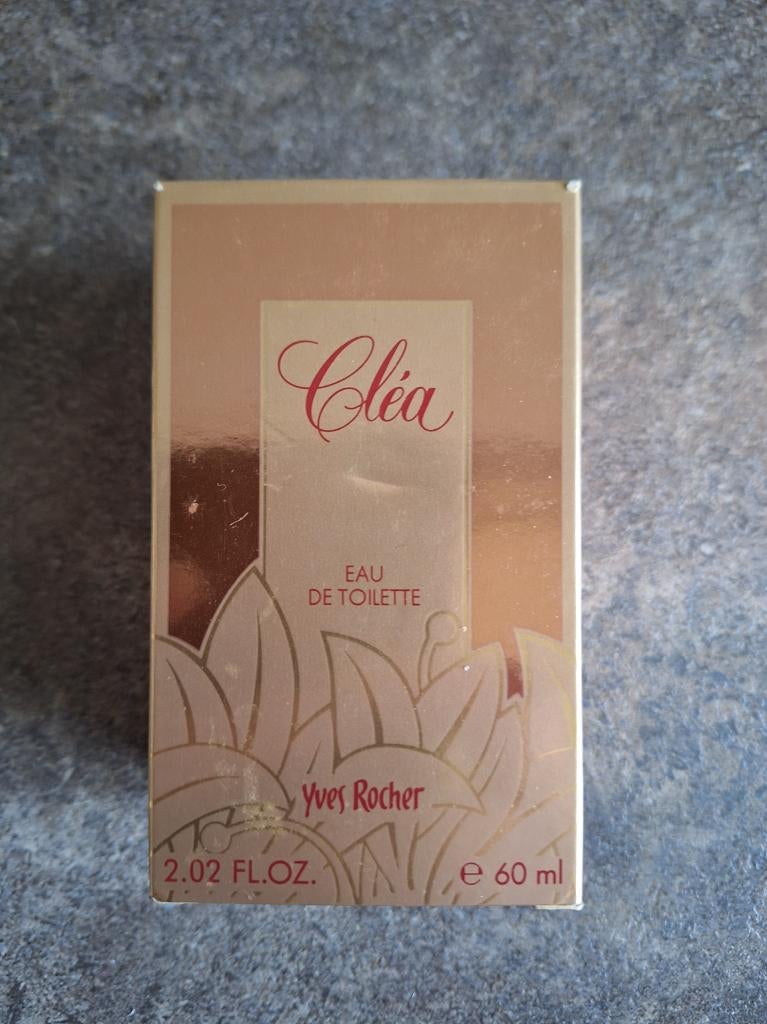 Cléa
EAU
DE TOILETTE
Yves Rocher
2.02 FL.OZ. ℮ 60 ml